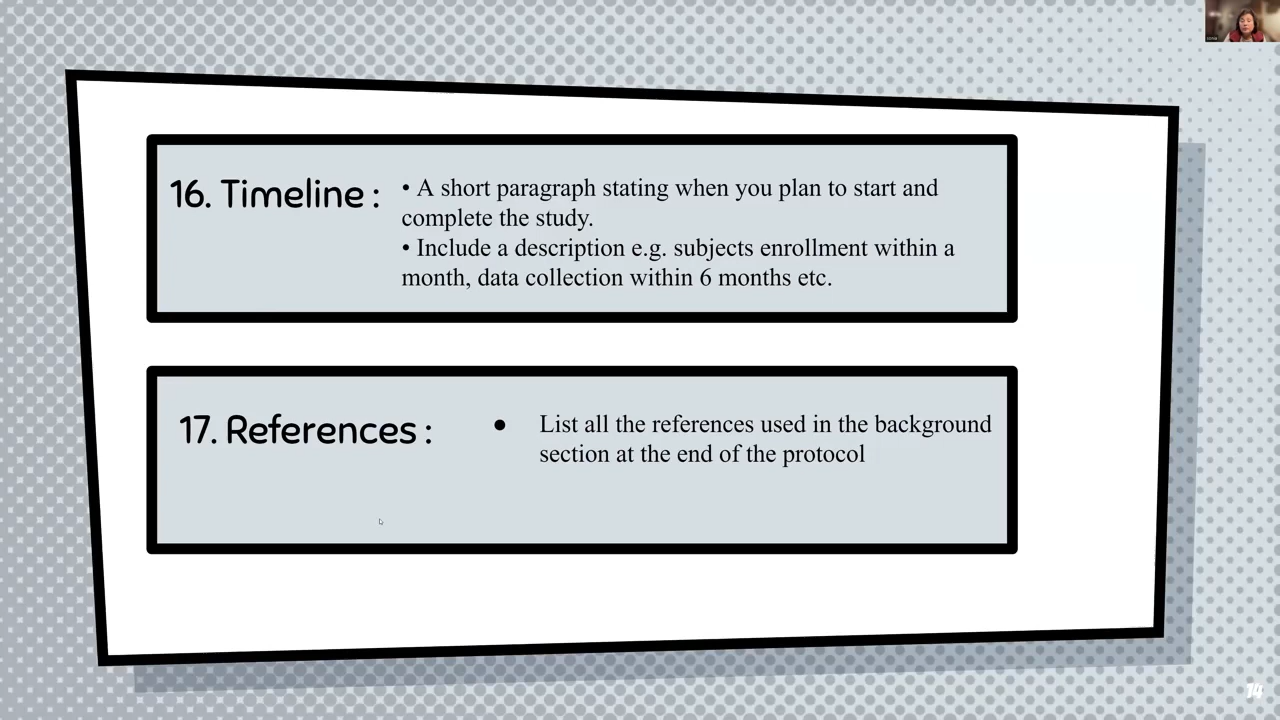 16. Timeline :
• A short paragraph stating when you plan to start and
complete the study.
• Include a description e.g. subjects enrollment within a
month, data collection within 6 months etc.
17. References :
● List all the references used in the background
section at the end of the protocol
14